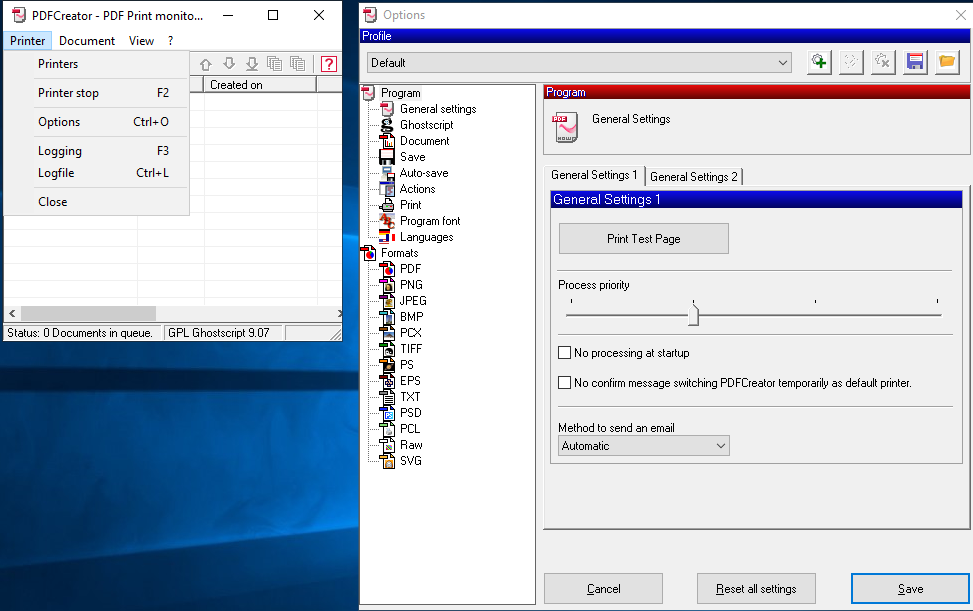 PDFCreator - PDF Print monito...
Printer Document View ?
Printers
Printer stop F2
Options Ctrl+O
Logging F3
Logfile Ctrl+L
Close
Created on
Status: 0 Documents in queue. GPL Ghostscript 9.07
Options
Profile
Default
Program
General settings
Ghostscript
Document
Save
Auto-save
Actions
Print
Program font
Languages
Formats
PDF
PNG
JPEG
BMP
PCX
TIFF
PS
EPS
TXT
PSD
PCL
Raw
SVG
Program
PDF
General Settings
General Settings 1 General Settings 2
General Settings 1
Print Test Page
Process priority
No processing at startup
No confirm message switching PDFCreator temporarily as default printer.
Method to send an email
Automatic
Cancel Reset all settings Save